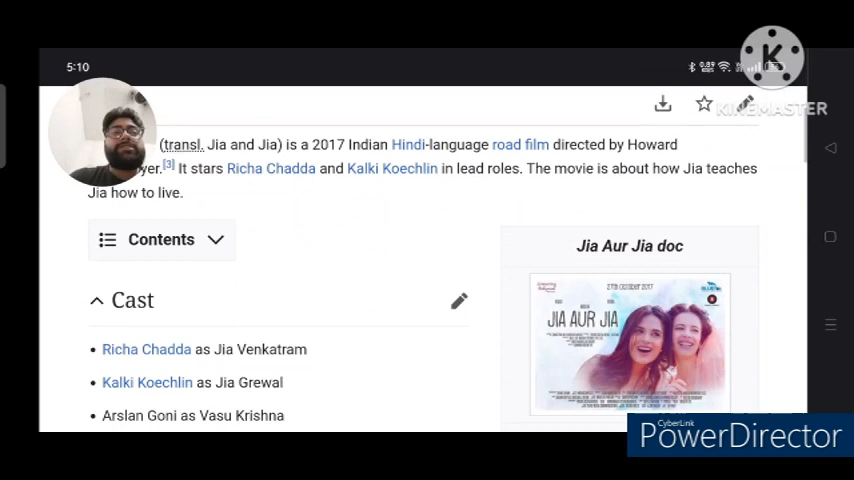 5:10
0.89
KINEMASTER
(transl. Jia and Jia) is a 2017 Indian Hindi-language road film directed by Howard
yer.[3] It stars Richa Chadda and Kalki Koechlin in lead roles. The movie is about how Jia teaches
Jia how to live.
Contents
Jia Aur Jia doc
Cast
27th October 2017
JIA AUR JIA
Richa Chadda as Jia Venkatram
Kalki Koechlin as Jia Grewal
Arslan Goni as Vasu Krishna
CyberLink
PowerDirector